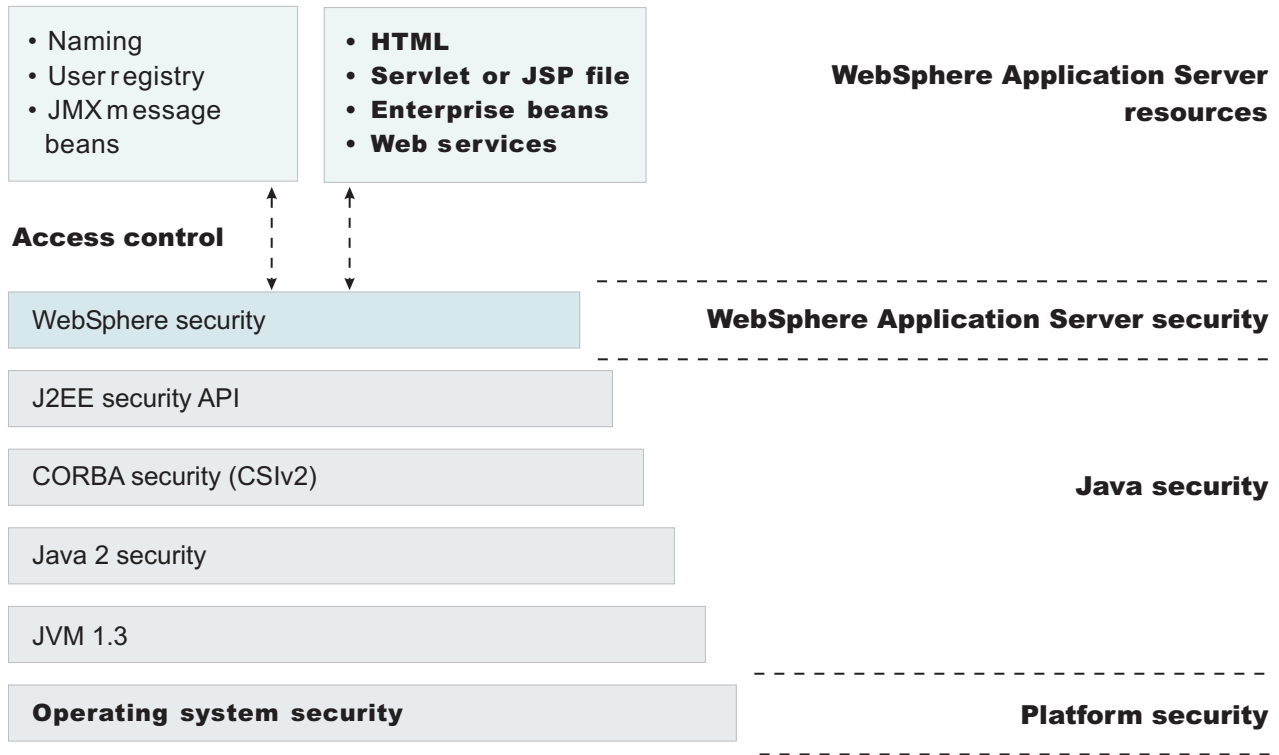 • Naming
• User registry
• JMX message
beans
• HTML
• Servlet or JSP file
• Enterprise beans
• Web services
WebSphere Application Server
resources
Access control
WebSphere security
WebSphere Application Server security
J2EE security API
CORBA security (CSIv2)
Java security
Java 2 security
JVM 1.3
Operating system security
Platform security